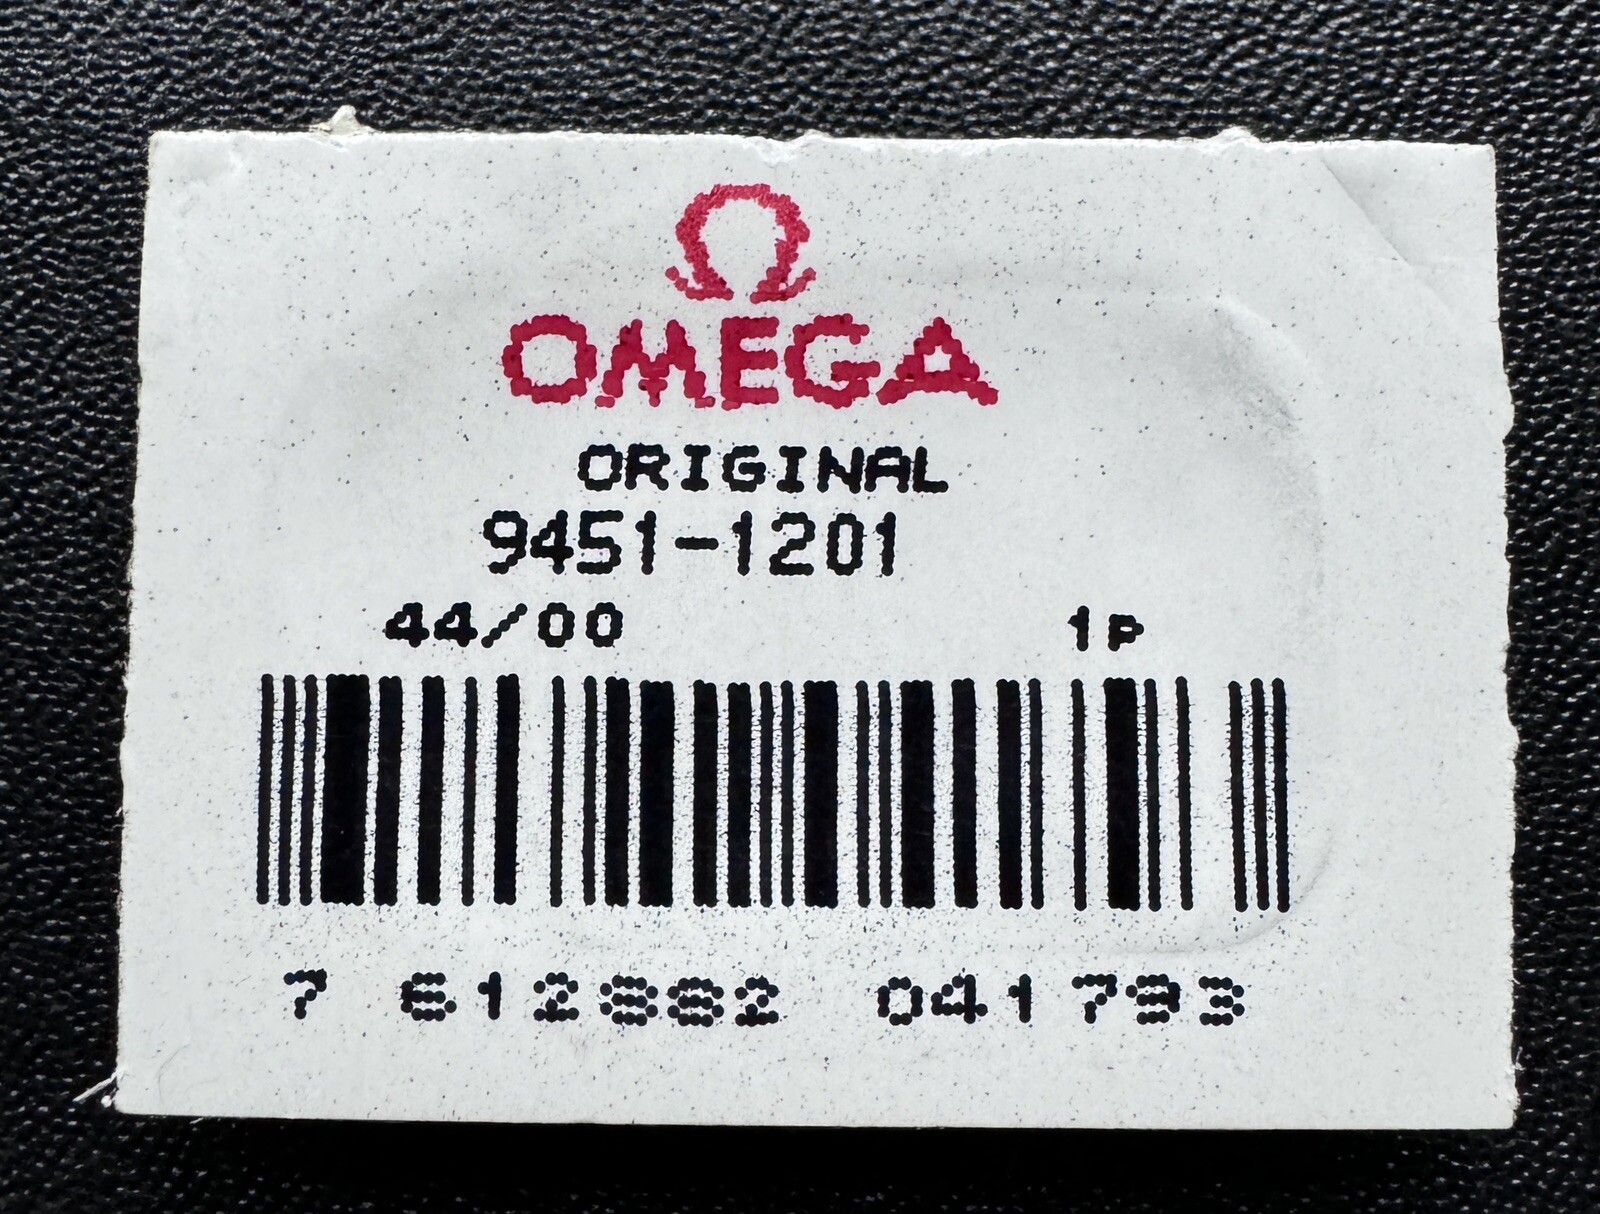 OMEGA
ORIGINAL
9451-1201
44/00 1P
7 612882 041793